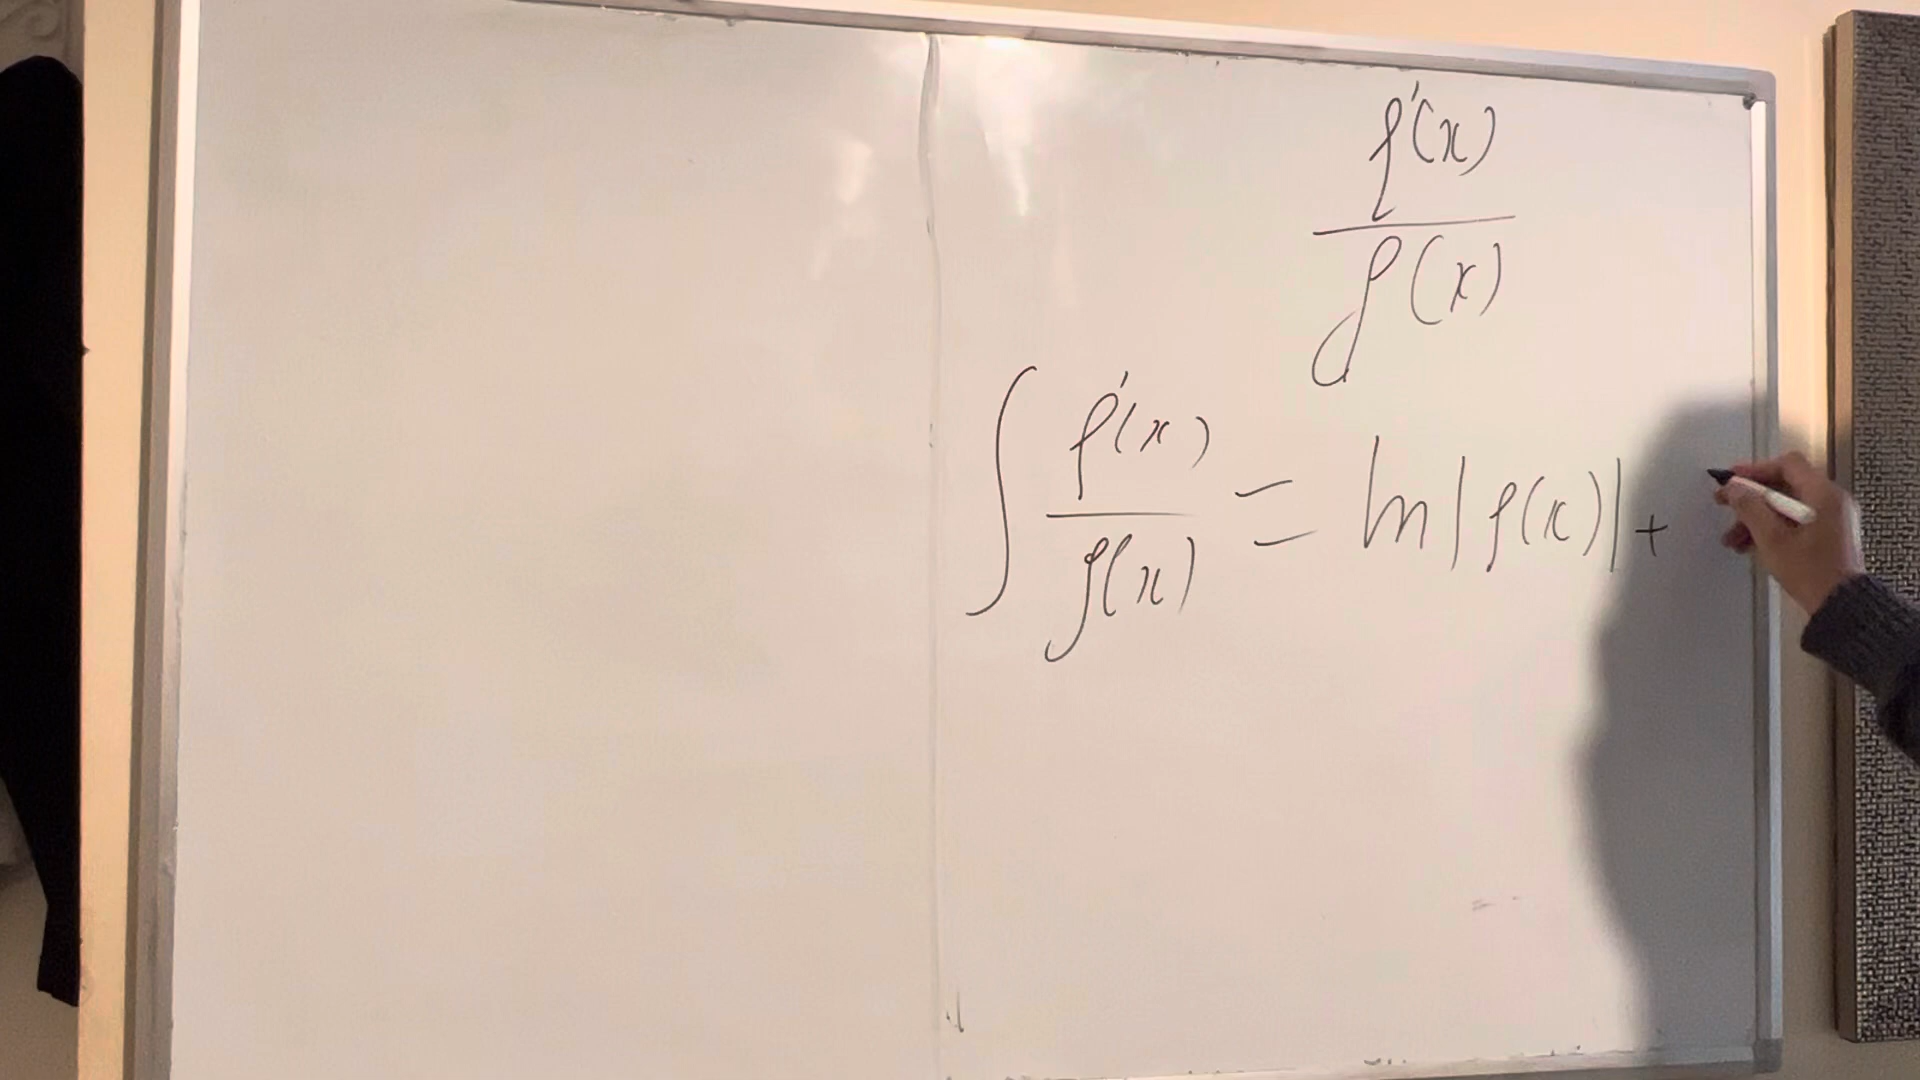 f'(x)
f(x)
∫ f'(x)/f(x) = ln|f(x)| +